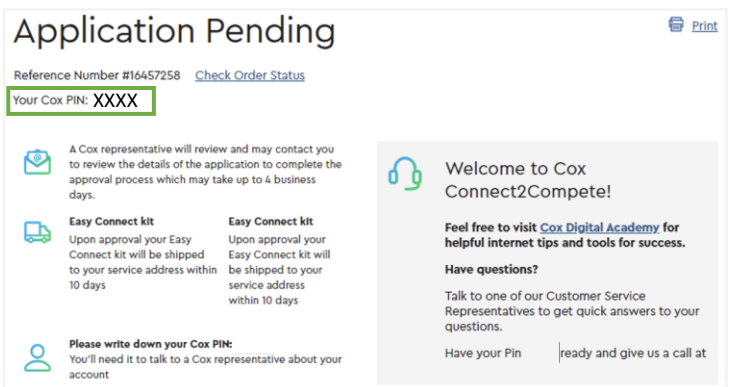 Application Pending
Print
Reference Number #16457258 Check Order Status
Your Cox PIN: XXXX
A Cox representative will review and may contact you
to review the details of the application to complete the
approval process which may take up to 4 business
days.
Easy Connect kit
Upon approval your Easy
Connect kit will be shipped
to your service address within
10 days
Easy Connect kit
Upon approval your
Easy Connect kit will
be shipped to your
service address
within 10 days
Please write down your Cox PIN:
You'll need it to talk to a Cox representative about your
account
Welcome to Cox
Connect2Compete!
Feel free to visit Cox Digital Academy for
helpful internet tips and tools for success.
Have questions?
Talk to one of our Customer Service
Representatives to get quick answers to your
questions.
Have your Pin ready and give us a call at